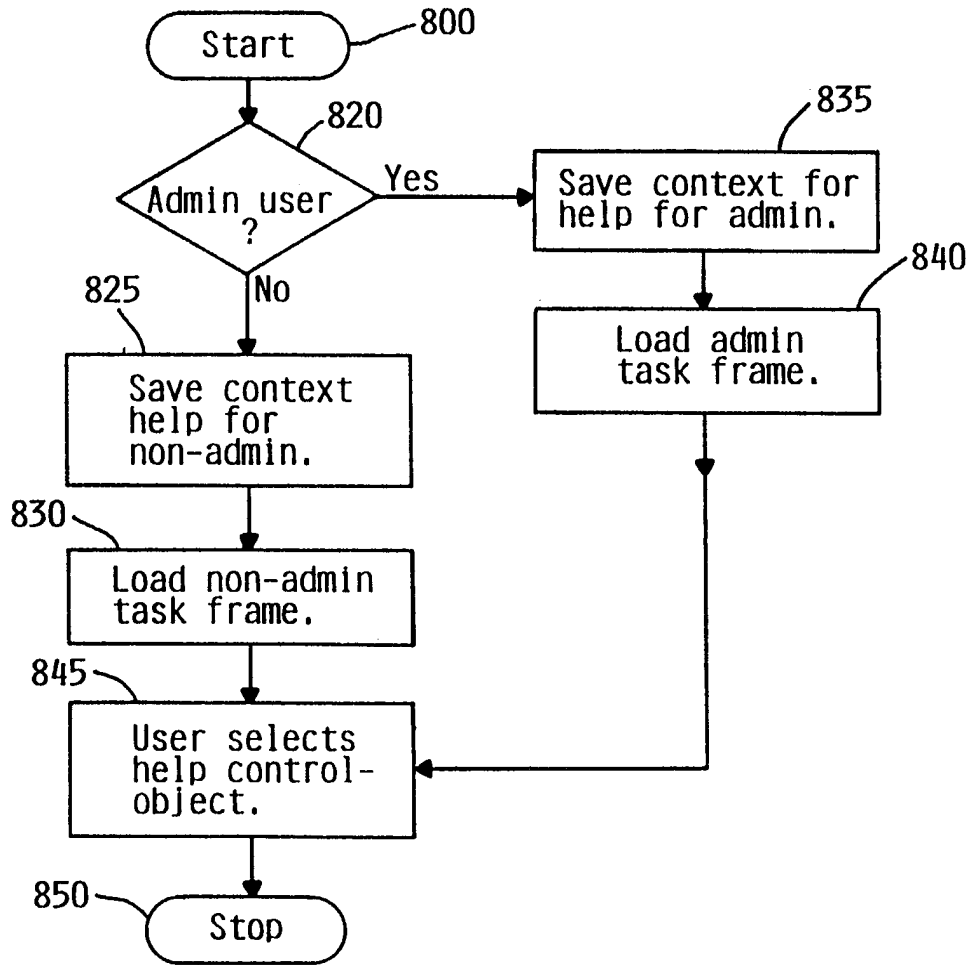 Start
800
820
Admin user
?
Yes
No
835
Save context for
help for admin.
840
Load admin
task frame.
825
Save context
help for
non-admin.
830
Load non-admin
task frame.
845
User selects
help control-
object.
850
Stop